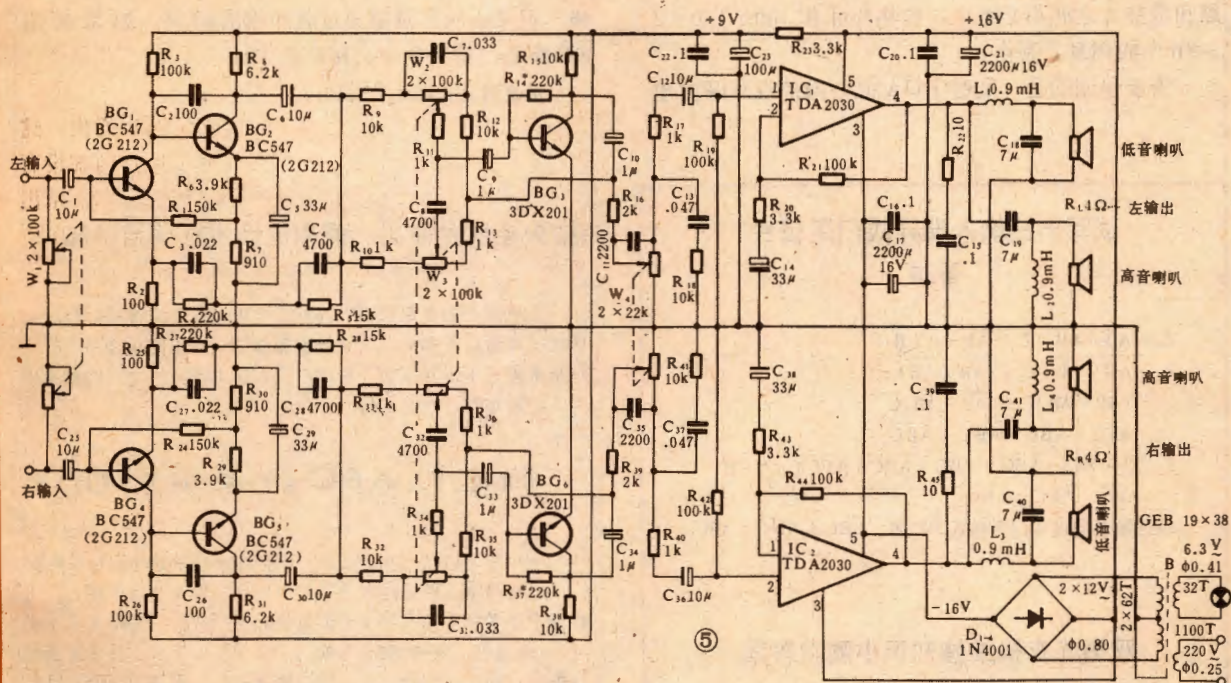 +9V
+16V
R3
100k
R8
6.2k
C7.033
W2
2×100k
R15 10k
R14*220k
C22.1
C23
100μ
R23 3.3k
C20.1
C21
2200μ16V
C2 100
C6 10μ
BG1
BC547
(2G212)
BG2
BC547
(2G212)
R9
10k
R11
1k
R12
10k
C9
1μ
C10
1μ
C12 10μ
R17
1k
R19
100k
1
2
IC1
TDA2030
5
4
3
L1 0.9mH
C18
7μ
低音喇叭
左输入
C1
10μ
R6 3.9k
C5 33μ
R1 150k
C3.022
R7
910
C4
4700
R10 1k
C8
4700
R13
1k
W3
2×100k
BG3
3DX201
R16
2k
C11 2200
C13
.047
R21 100k
R20
3.3k
C16.1
C17
2200μ
16V
R22 10
C15
.1
C19
7μ
RL 4Ω
左输出
W1 2×100k
R2
100
R4
220k
R5 15k
W4
2×22k
R18
10k
C14
33μ
L2 0.9mH
高音喇叭
R25
100
R27
220k
R28 15k
C27.022
R30
910
C28 4700
R33 1k
C32
4700
R36
1k
R41
10k
C35
2200
C37
.047
C38
33μ
C39
.1
L4 0.9mH
C41
7μ
高音喇叭
C25
10μ
R24 150k
C29
33μ
R29
3.9k
右输入
BG4
BC547
(2G212)
BG5
BC547
(2G212)
R34
1k
C33
1μ
BG6
3DX201
R39
2k
R42
100k
R43
3.3k
R44 100k
R45
10
右输出
RR 4Ω
C40
7μ
低音喇叭
GEB 19×38
R32
10k
R35
10k
R37*220k
C34
1μ
R40
1k
IC2
TDA2030
1
2
5
4
3
L3
0.9mH
R26
100k
C26
100
R31
6.2k
C30 10μ
C31.033
R38
10k
C36 10μ
⑤
−16V
D1-4
1N4001
2×12V
~
2×62T
φ0.80
B
6.3V
~
φ0.41
32T
1100T
220V
~
φ0.25